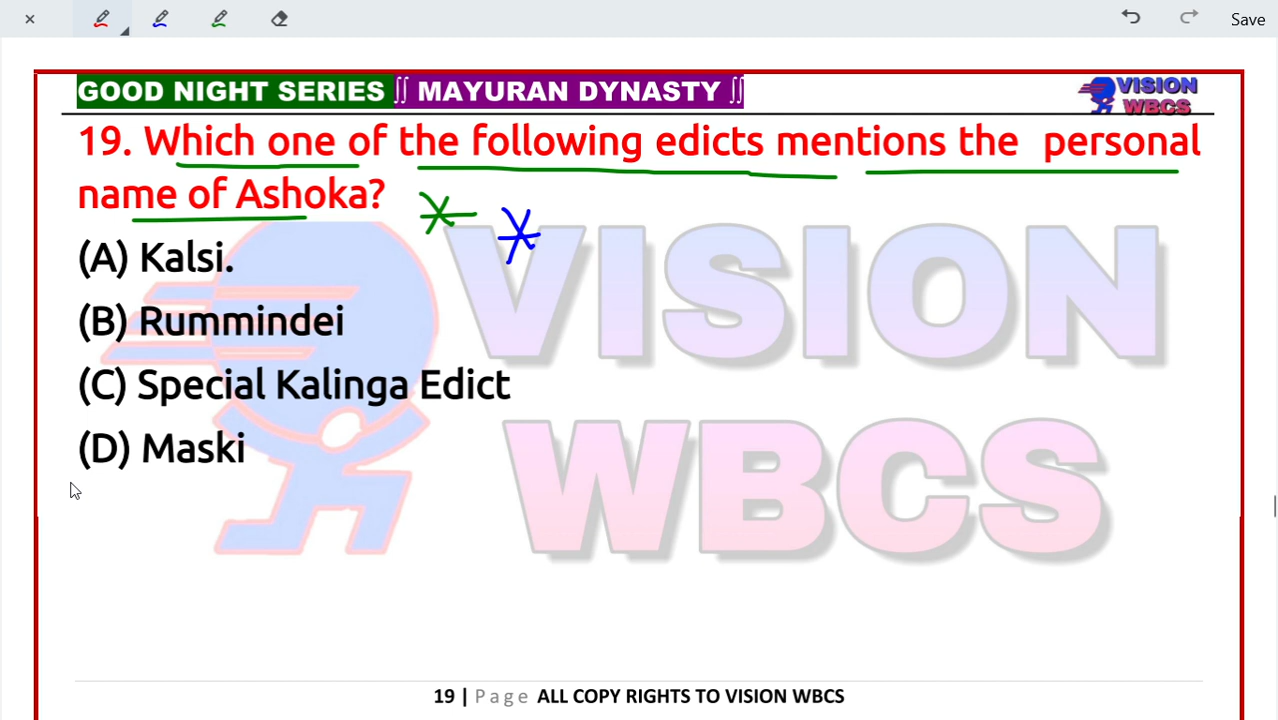 Save
GOOD NIGHT SERIES ∬ MAYURAN DYNASTY ∬
VISION
WBCS
19. Which one of the following edicts mentions the personal
name of Ashoka?
(A) Kalsi.
(B) Rummindei
(C) Special Kalinga Edict
(D) Maski
VISION
WBCS
19 | Page ALL COPY RIGHTS TO VISION WBCS